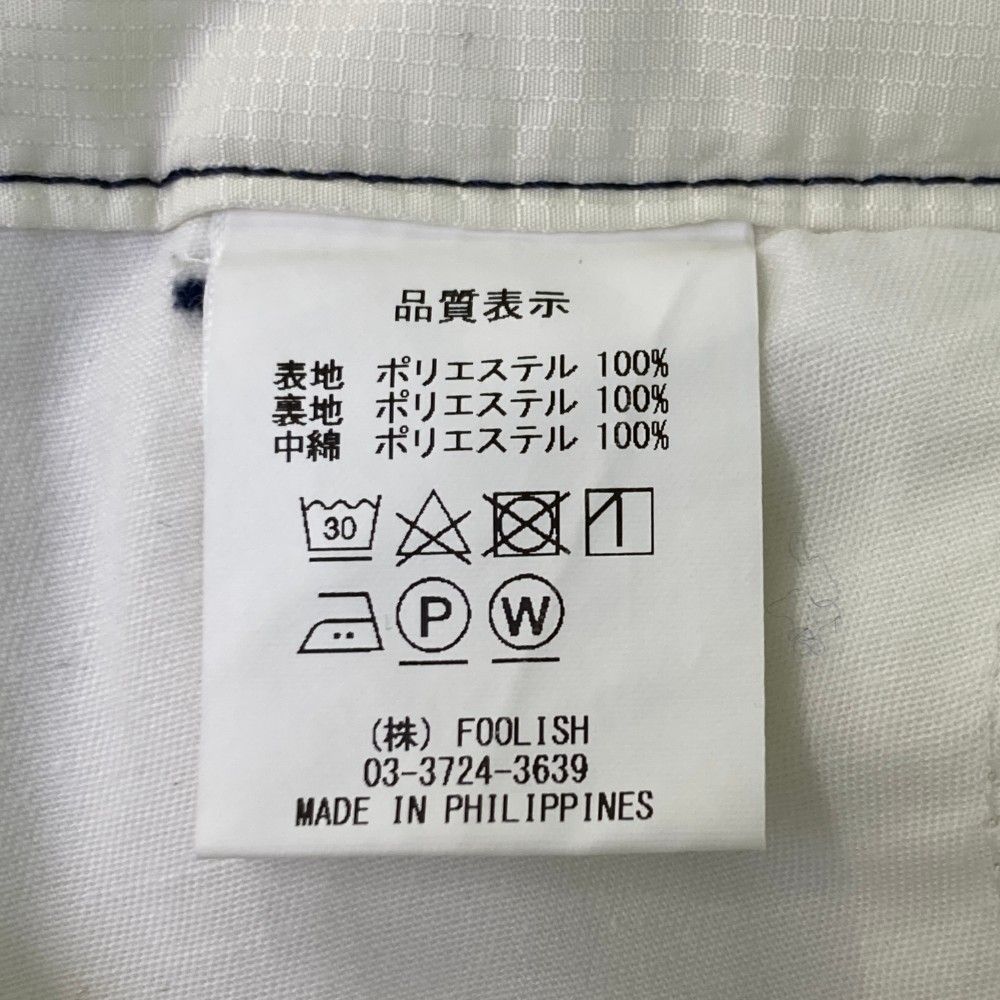 品質表示
表地 ポリエステル 100%
裏地 ポリエステル 100%
中綿 ポリエステル 100%
30
P W
(株) FOOLISH
03-3724-3639
MADE IN PHILIPPINES